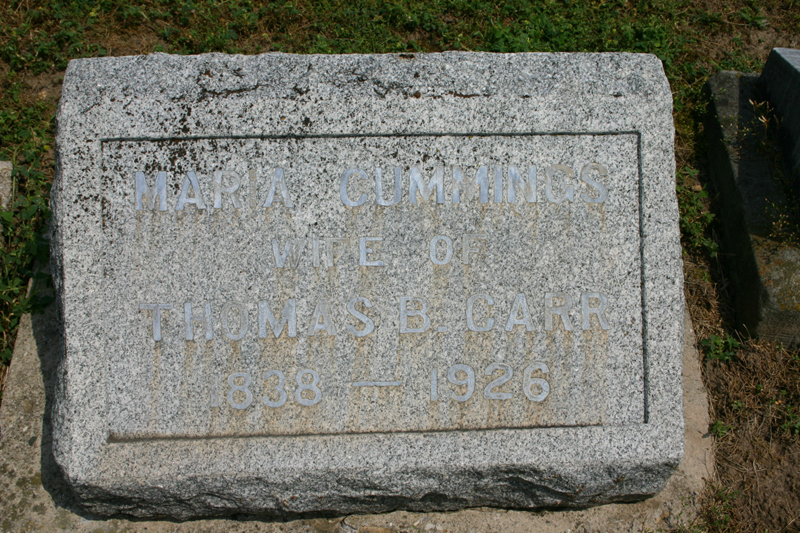 MARIA CUMMINGS
WIFE OF
THOMAS B. CARR
1838 — 1926